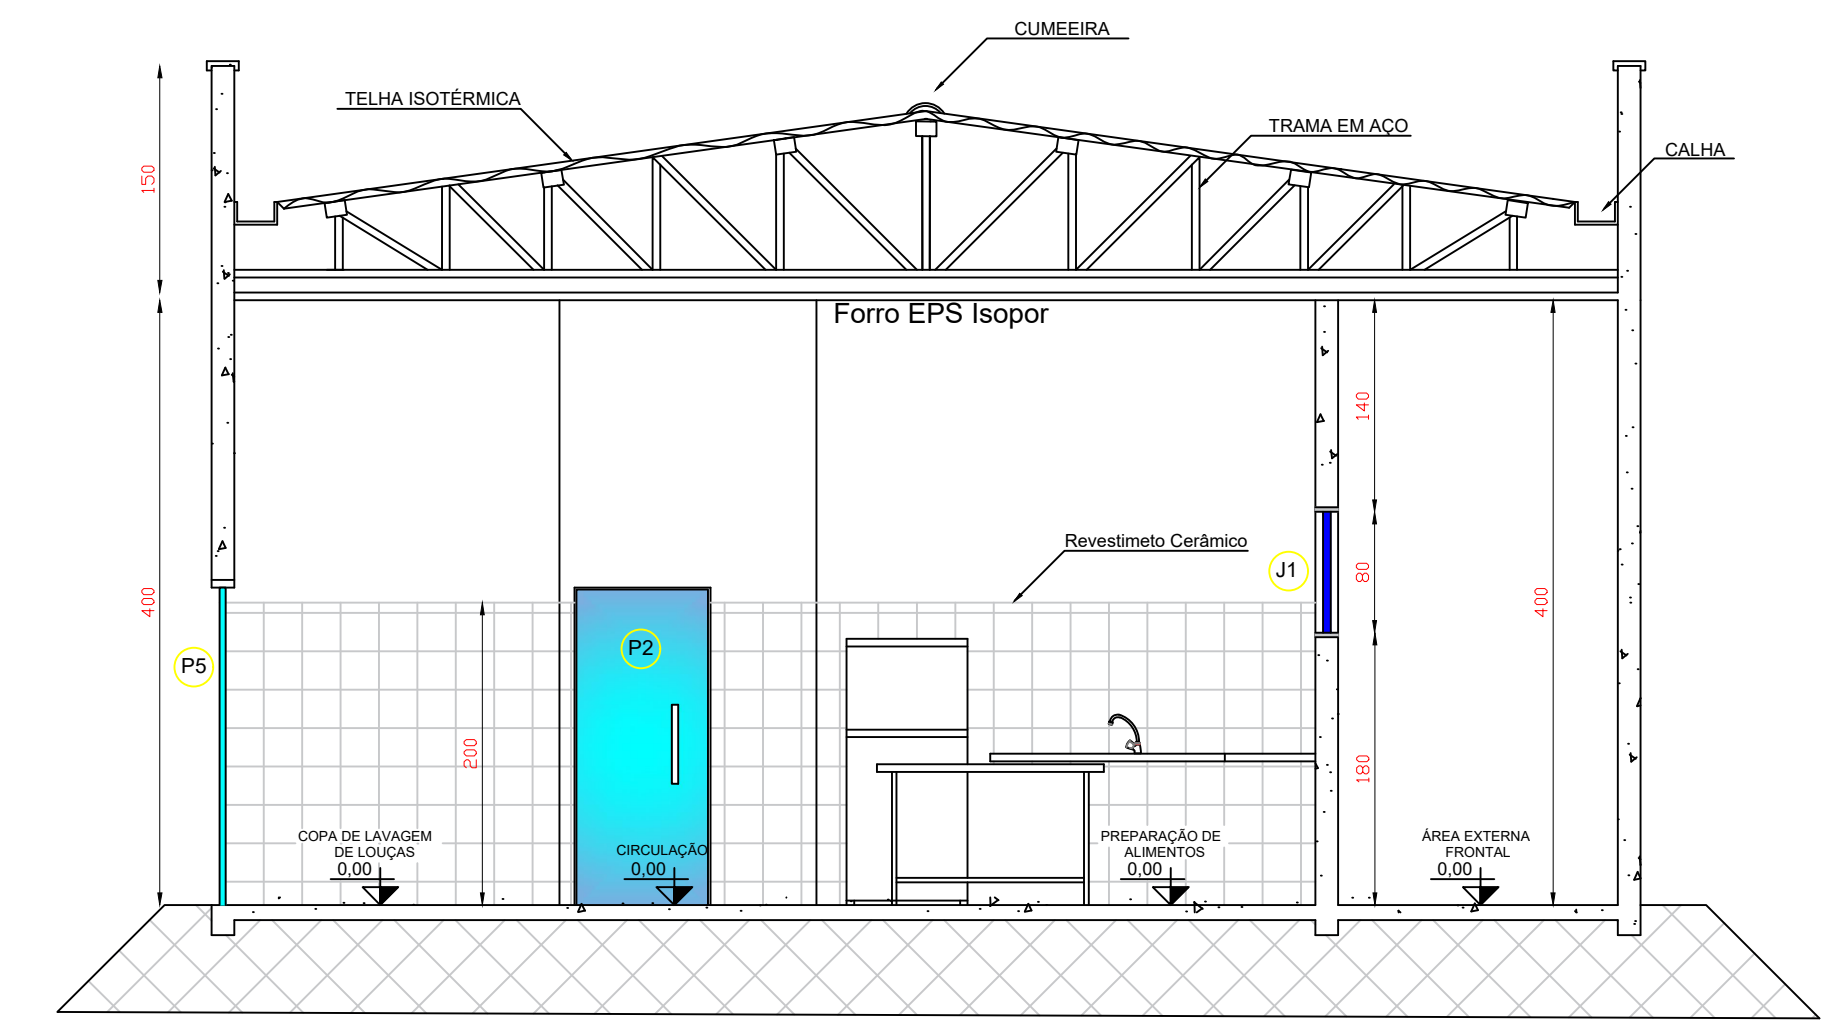 CUMEEIRA
TELHA ISOTÉRMICA
TRAMA EM AÇO
CALHA
150
Forro EPS Isopor
140
Revestimeto Cerâmico
J1
80
400
400
P5
P2
200
180
COPA DE LAVAGEM
DE LOUÇAS
0,00
CIRCULAÇÃO
0,00
PREPARAÇÃO DE
ALIMENTOS
0,00
ÁREA EXTERNA
FRONTAL
0,00